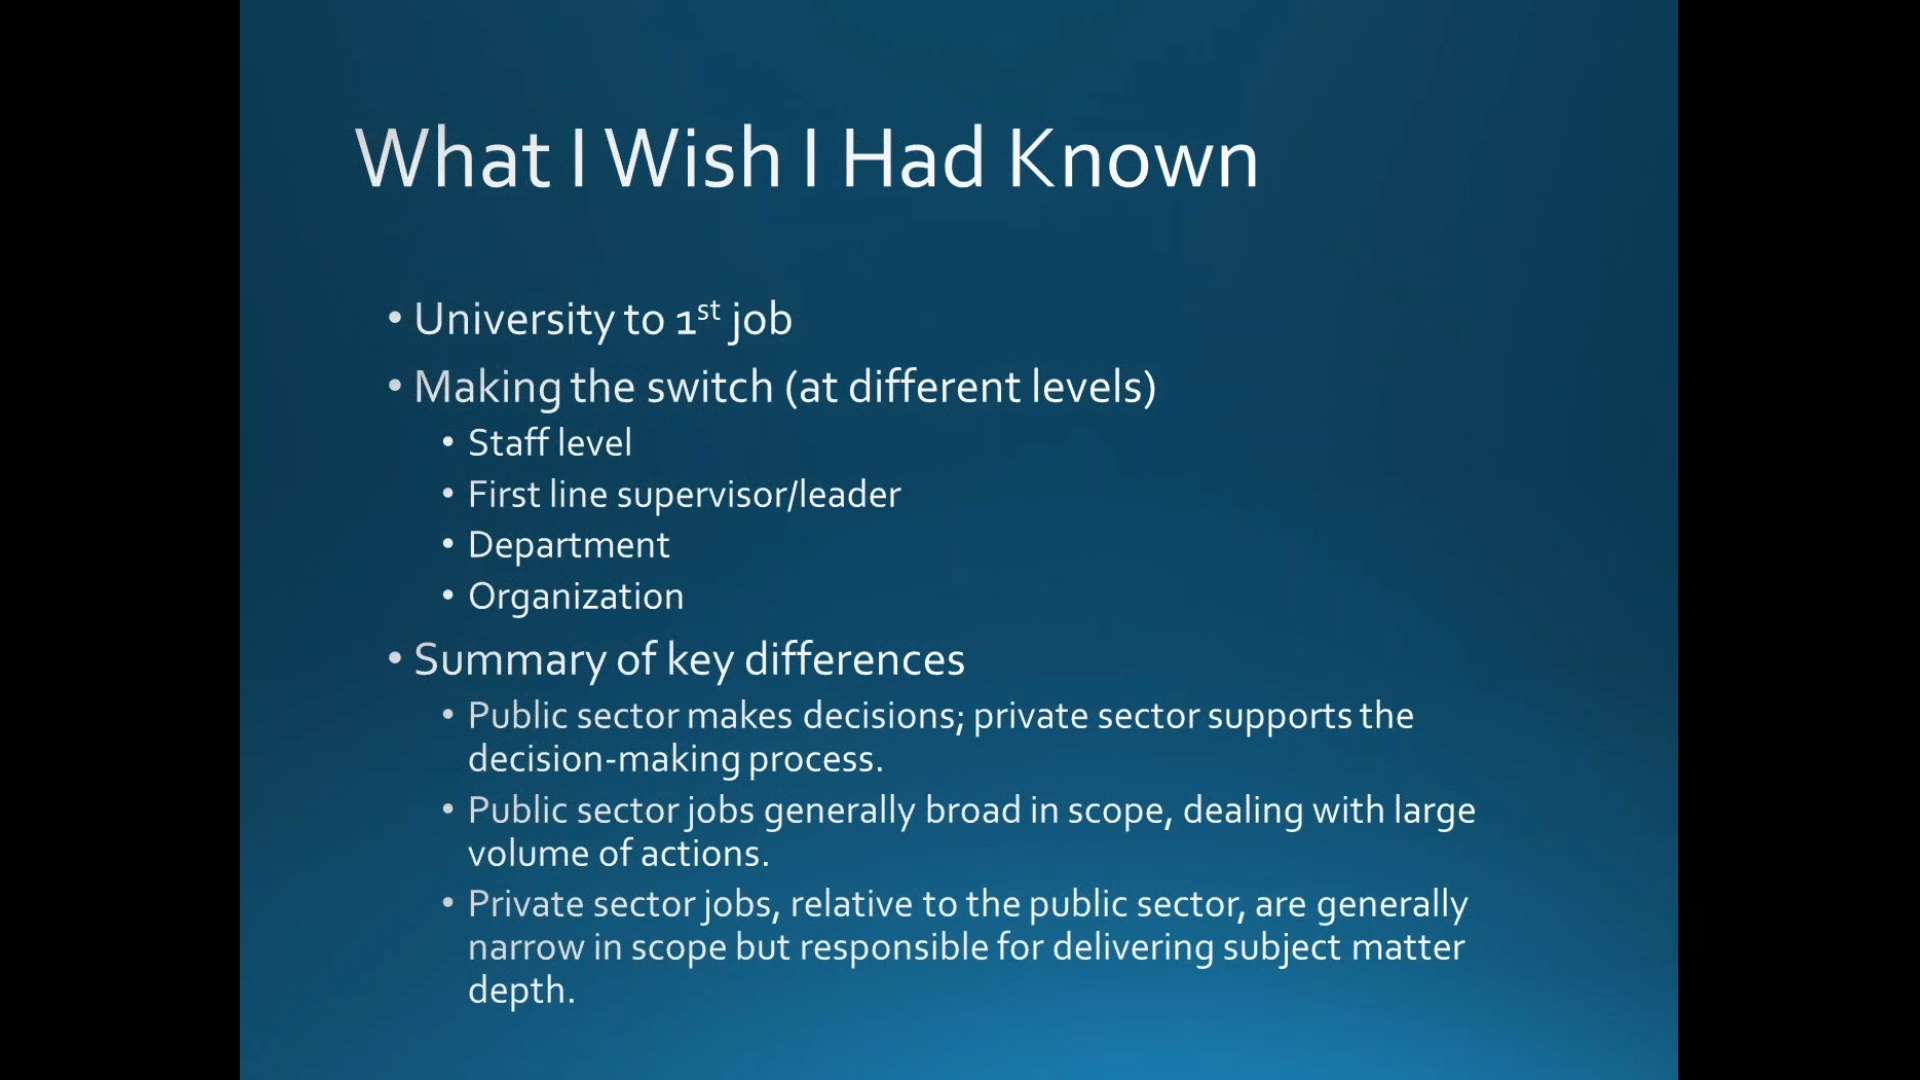 What I Wish I Had Known
• University to 1st job
• Making the switch (at different levels)
• Staff level
• First line supervisor/leader
• Department
• Organization
• Summary of key differences
• Public sector makes decisions; private sector supports the
decision-making process.
• Public sector jobs generally broad in scope, dealing with large
volume of actions.
• Private sector jobs, relative to the public sector, are generally
narrow in scope but responsible for delivering subject matter
depth.